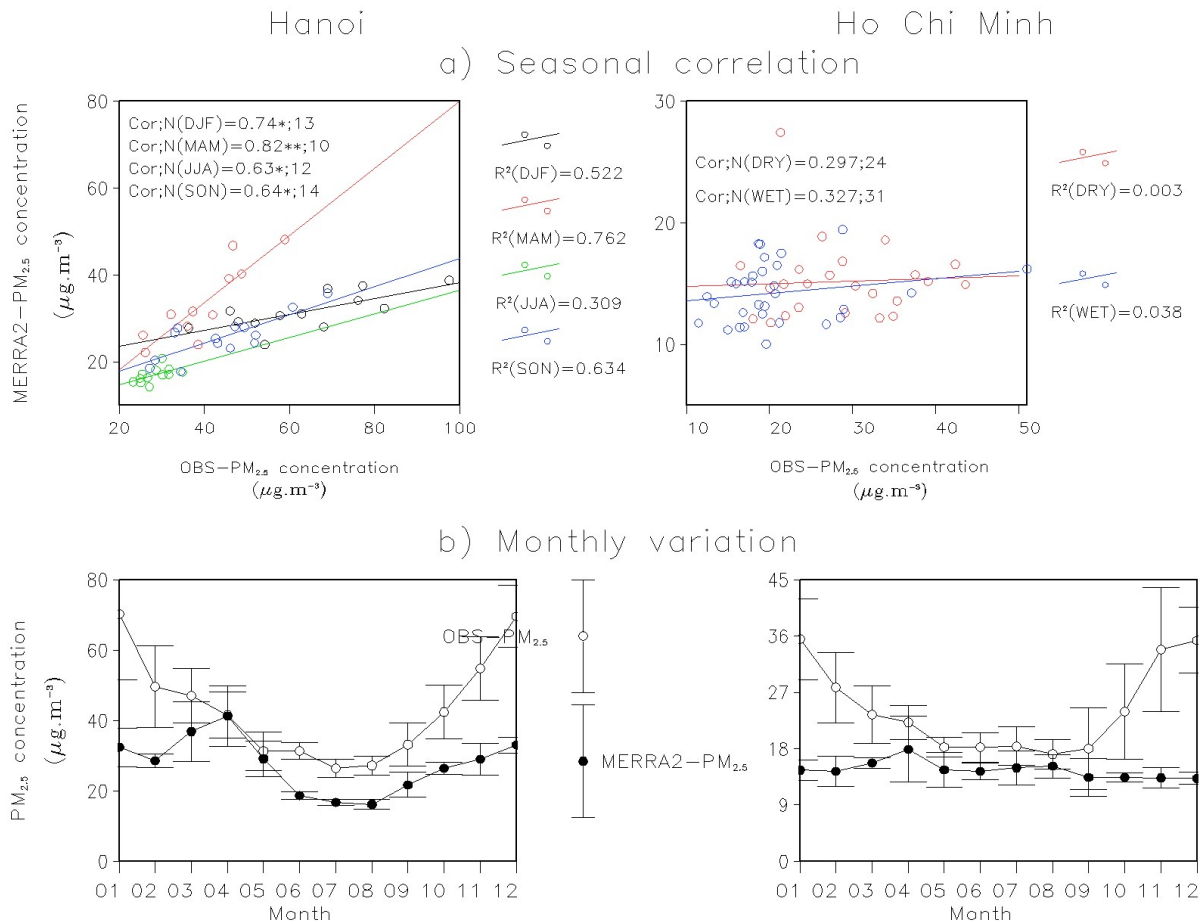 Hanoi
Ho Chi Minh
a) Seasonal correlation
MERRA2-PM2.5 concentration
(μg.m⁻³)
80
60
40
20
Cor;N(DJF)=0.74*;13
Cor;N(MAM)=0.82**;10
Cor;N(JJA)=0.63*;12
Cor;N(SON)=0.64*;14
20
40
60
80
100
OBS-PM2.5 concentration
(μg.m⁻³)
R²(DJF)=0.522
R²(MAM)=0.762
R²(JJA)=0.309
R²(SON)=0.634
30
20
10
Cor;N(DRY)=0.297;24
Cor;N(WET)=0.327;31
10
20
30
40
50
OBS-PM2.5 concentration
(μg.m⁻³)
R²(DRY)=0.003
R²(WET)=0.038
b) Monthly variation
PM2.5 concentration
(μg.m⁻³)
80
60
40
20
0
01 02 03 04 05 06 07 08 09 10 11 12
Month
OBS-PM2.5
MERRA2-PM2.5
45
36
27
18
9
0
01 02 03 04 05 06 07 08 09 10 11 12
Month